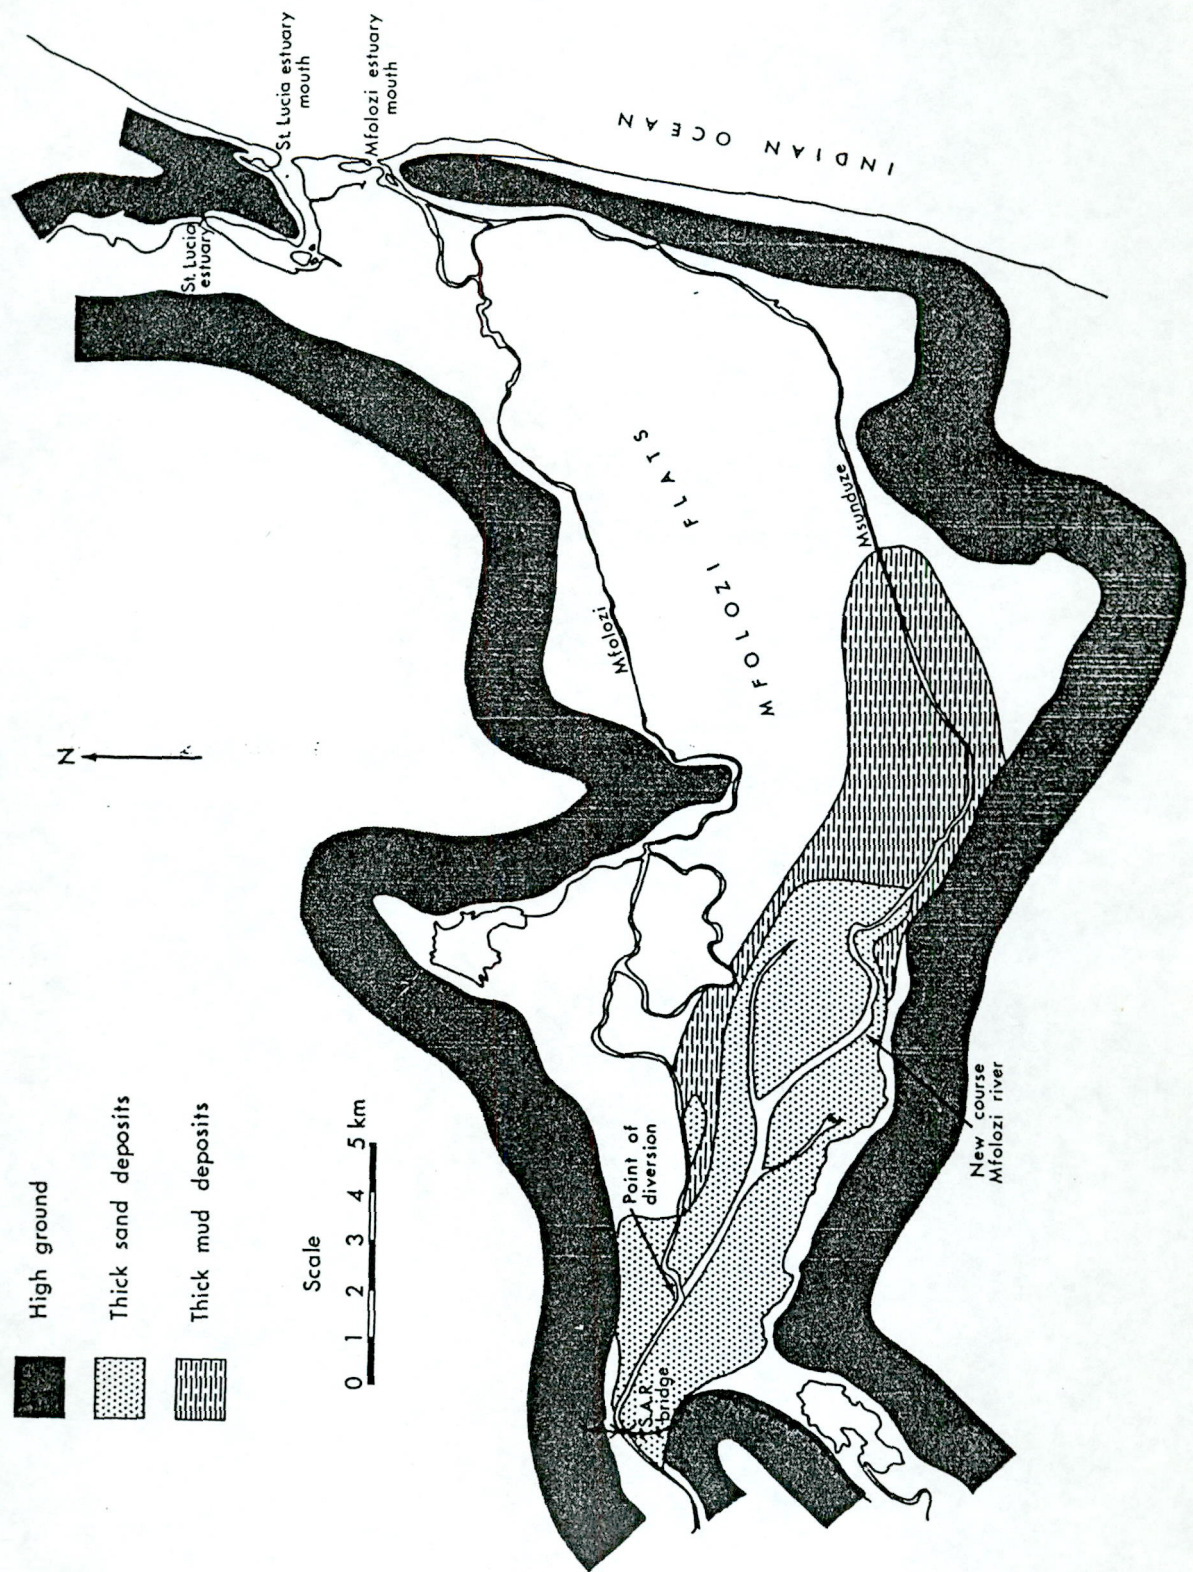 High ground
Thick sand deposits
Thick mud deposits
Scale
0 1 2 3 4 5 km
N
St. Lucia estuary
mouth
Mfolozi estuary
mouth
St. Lucia
estuary
INDIAN OCEAN
MFOLOZI FLATS
Mfolozi
Msunduze
Point of
diversion
S.A.R.
bridge
New course
Mfolozi river